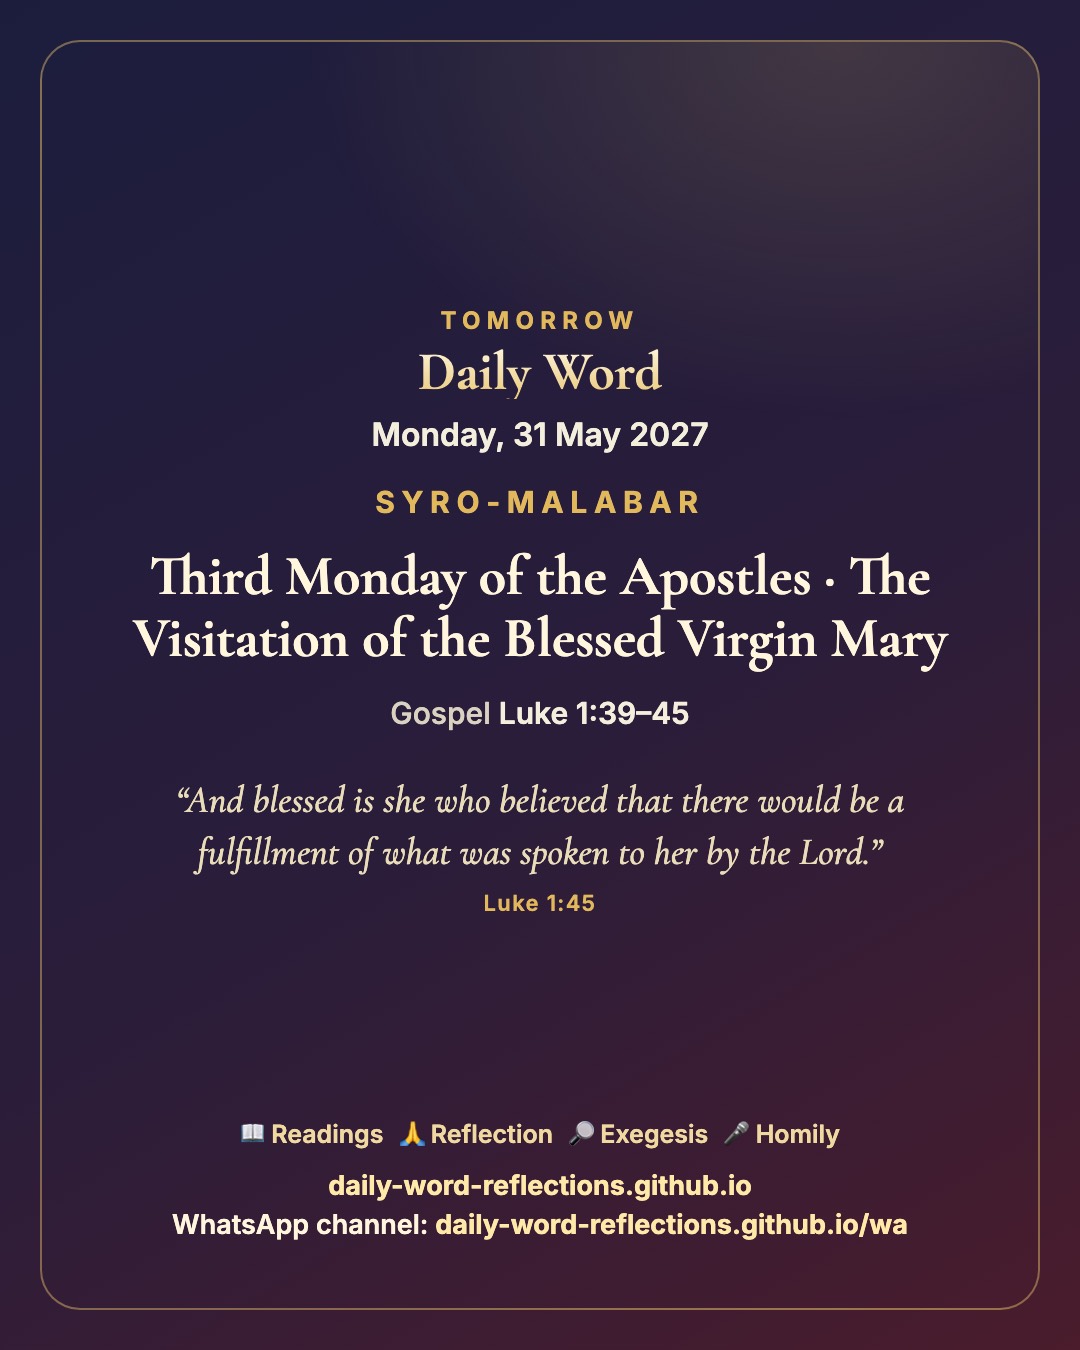 TOMORROW
Daily Word
Monday, 31 May 2027
SYRO-MALABAR
Third Monday of the Apostles · The
Visitation of the Blessed Virgin Mary
Gospel Luke 1:39–45
“And blessed is she who believed that there would be a
fulfillment of what was spoken to her by the Lord.”
Luke 1:45
📖 Readings 🙏 Reflection 🔎 Exegesis 🎤 Homily
daily-word-reflections.github.io
WhatsApp channel: daily-word-reflections.github.io/wa